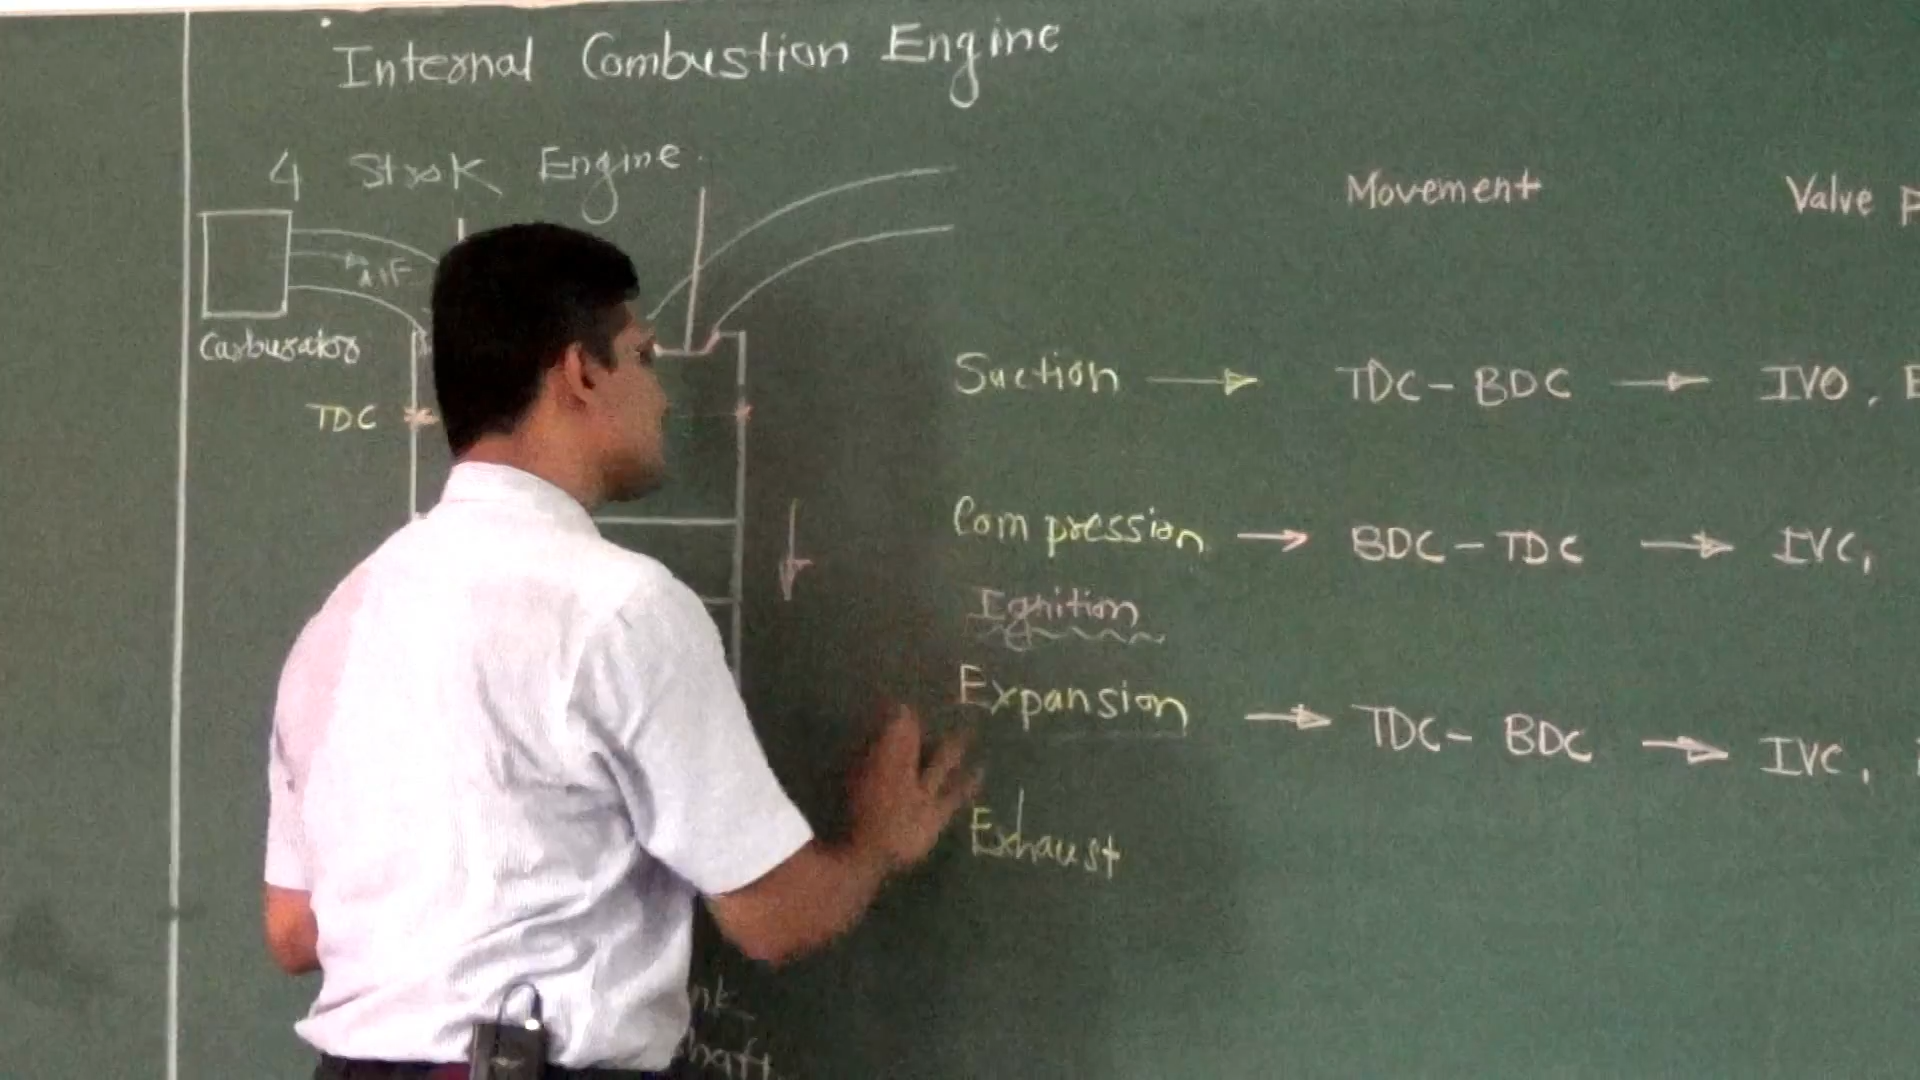 Internal Combustion Engine
4 Strok Engine
Movement Valve
Carburator
TDC
Suction → TDC - BDC → IVO,
Compression → BDC - TDC → IVC,
Ignition
Expansion → TDC - BDC → IVC,
Exhaust